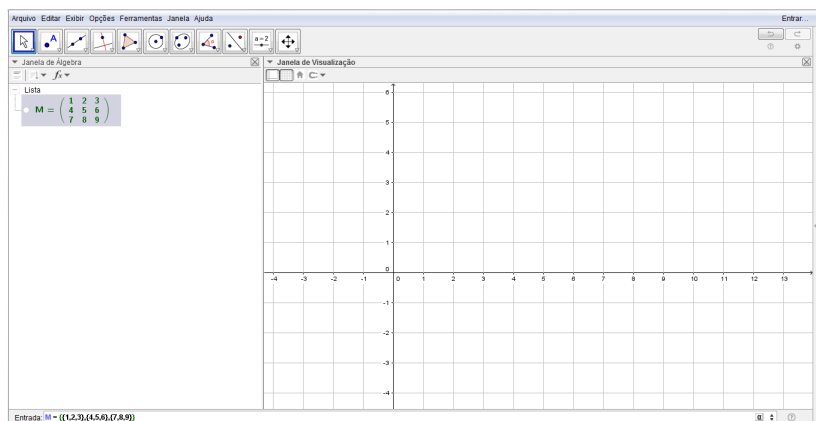 Arquivo Editar Exibir Opções Ferramentas Janela Ajuda Entrar...
A
a=2
Janela de Álgebra
Janela de Visualização
fx
Lista
M = ( 1 2 3
4 5 6
7 8 9 )
6
5
4
3
2
1
0
-4 -3 -2 -1 0 1 2 3 4 5 6 7 8 9 10 11 12 13
-1
-2
-3
-4
Entrada: M = {{1,2,3},{4,5,6},{7,8,9}} α